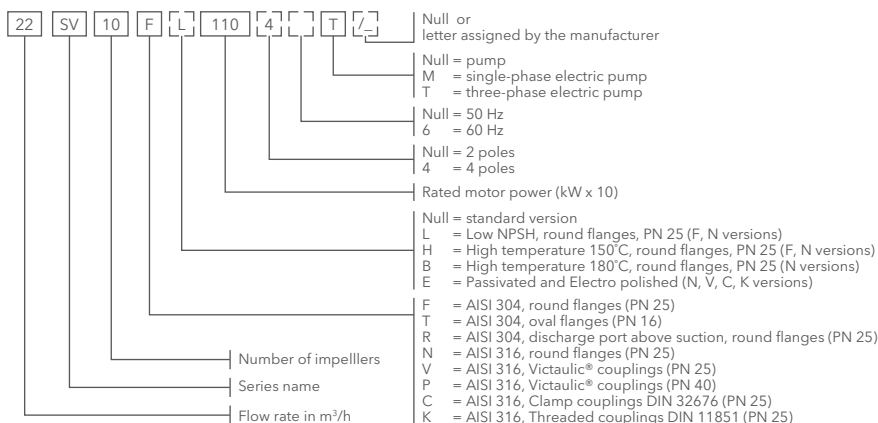 22 SV 10 F L 110 4 T /_
Null or
letter assigned by the manufacturer
Null = pump
M = single-phase electric pump
T = three-phase electric pump
Null = 50 Hz
6 = 60 Hz
Null = 2 poles
4 = 4 poles
Rated motor power (kW x 10)
Null = standard version
L = Low NPSH, round flanges, PN 25 (F, N versions)
H = High temperature 150°C, round flanges, PN 25 (F, N versions)
B = High temperature 180°C, round flanges, PN 25 (N versions)
E = Passivated and Electro polished (N, V, C, K versions)
F = AISI 304, round flanges (PN 25)
T = AISI 304, oval flanges (PN 16)
R = AISI 304, discharge port above suction, round flanges (PN 25)
N = AISI 316, round flanges (PN 25)
V = AISI 316, Victaulic® couplings (PN 25)
P = AISI 316, Victaulic® couplings (PN 40)
C = AISI 316, Clamp couplings DIN 32676 (PN 25)
K = AISI 316, Threaded couplings DIN 11851 (PN 25)
Number of impelllers
Series name
Flow rate in m³/h